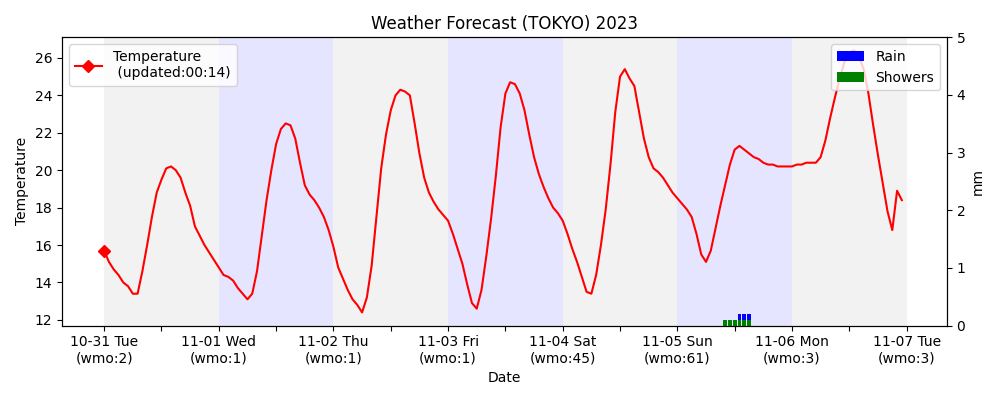 Weather Forecast (TOKYO) 2023
Temperature
(updated:00:14)
Rain
Showers
Temperature
26
24
22
20
18
16
14
12
5
4
3
2
1
0
mm
10-31 Tue
(wmo:2)
11-01 Wed
(wmo:1)
11-02 Thu
(wmo:1)
11-03 Fri
(wmo:1)
11-04 Sat
(wmo:45)
11-05 Sun
(wmo:61)
11-06 Mon
(wmo:3)
11-07 Tue
(wmo:3)
Date